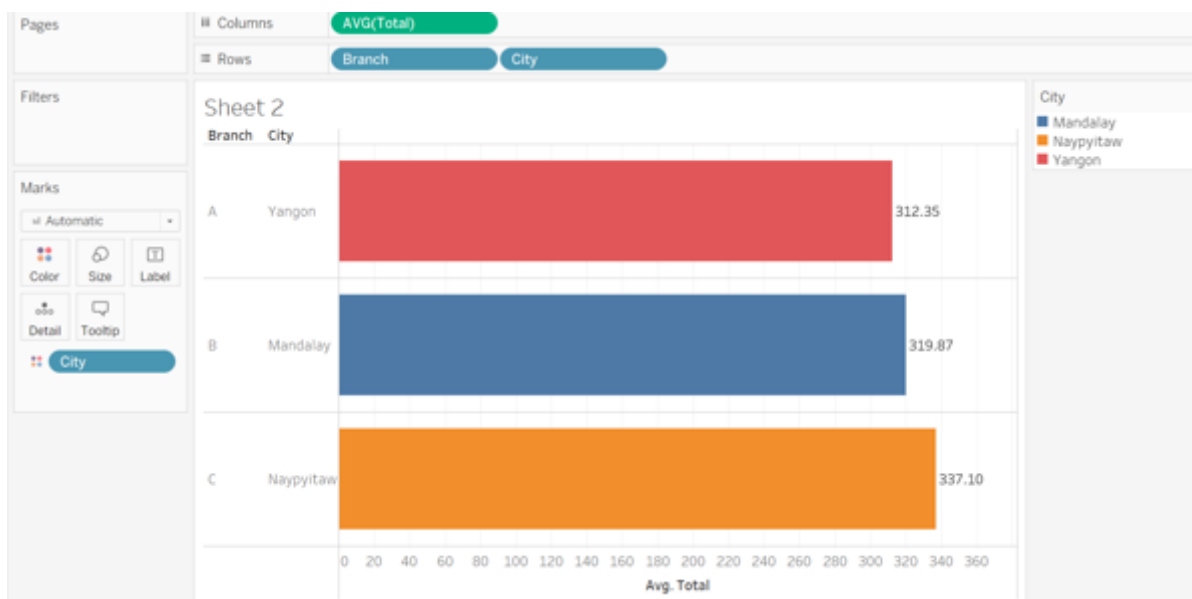 Pages
Columns AVG(Total)
Rows Branch City
Filters
Marks
Automatic
Color Size Label
Detail Tooltip
City
Sheet 2
Branch City
A Yangon 312.35
B Mandalay 319.87
C Naypyitaw 337.10
0 20 40 60 80 100 120 140 160 180 200 220 240 260 280 300 320 340 360
Avg. Total
City
Mandalay
Naypyitaw
Yangon